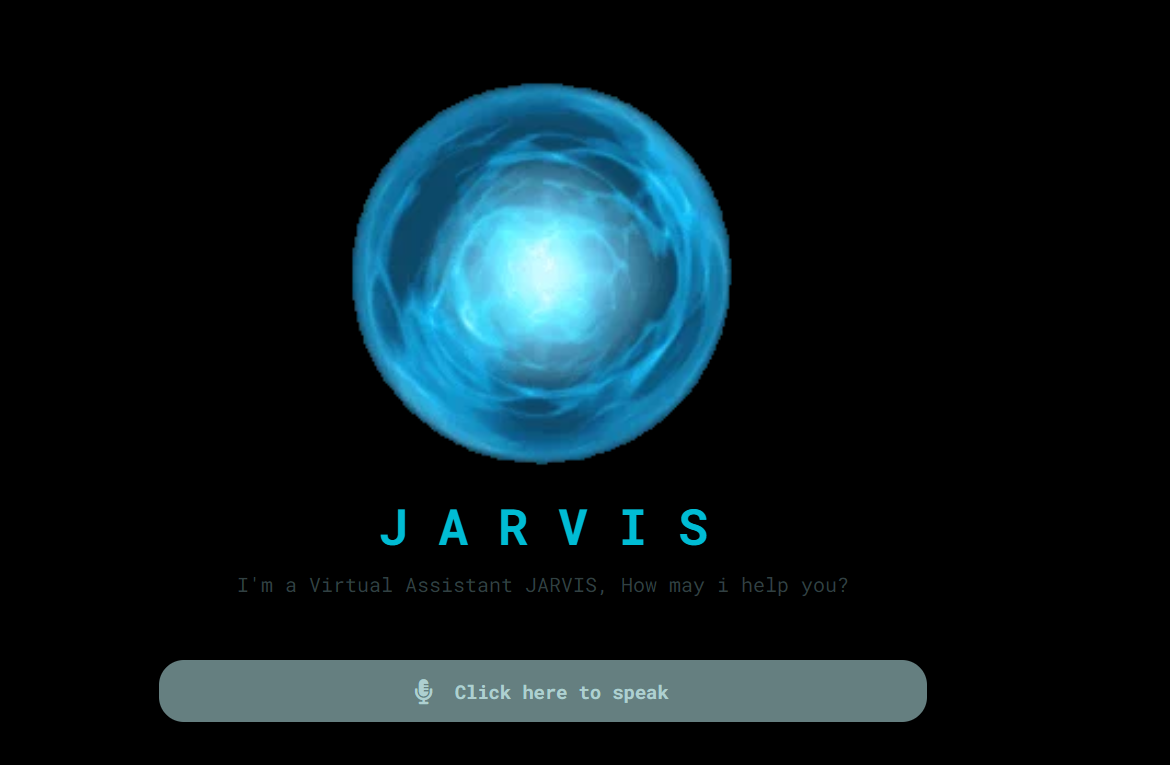 J A R V I S
I'm a Virtual Assistant JARVIS, How may i help you?
Click here to speak